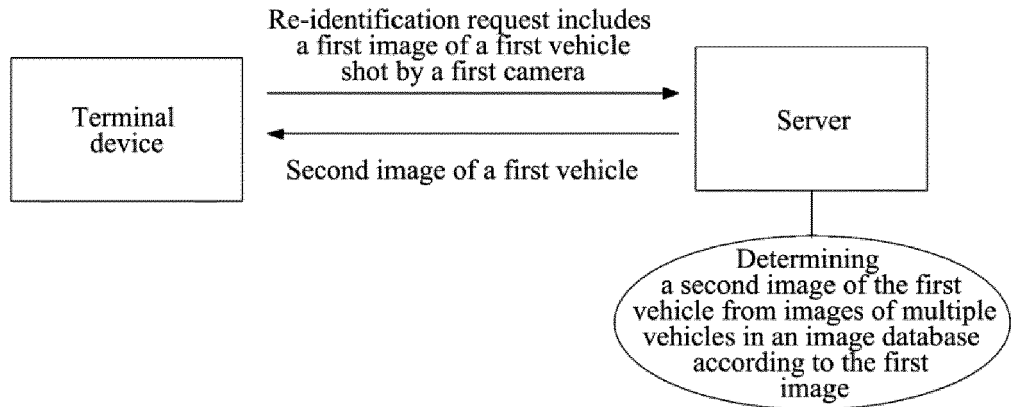 Re-identification request includes
a first image of a first vehicle
shot by a first camera
Terminal
device
Server
Second image of a first vehicle
Determining
a second image of the first
vehicle from images of multiple
vehicles in an image database
according to the first
image